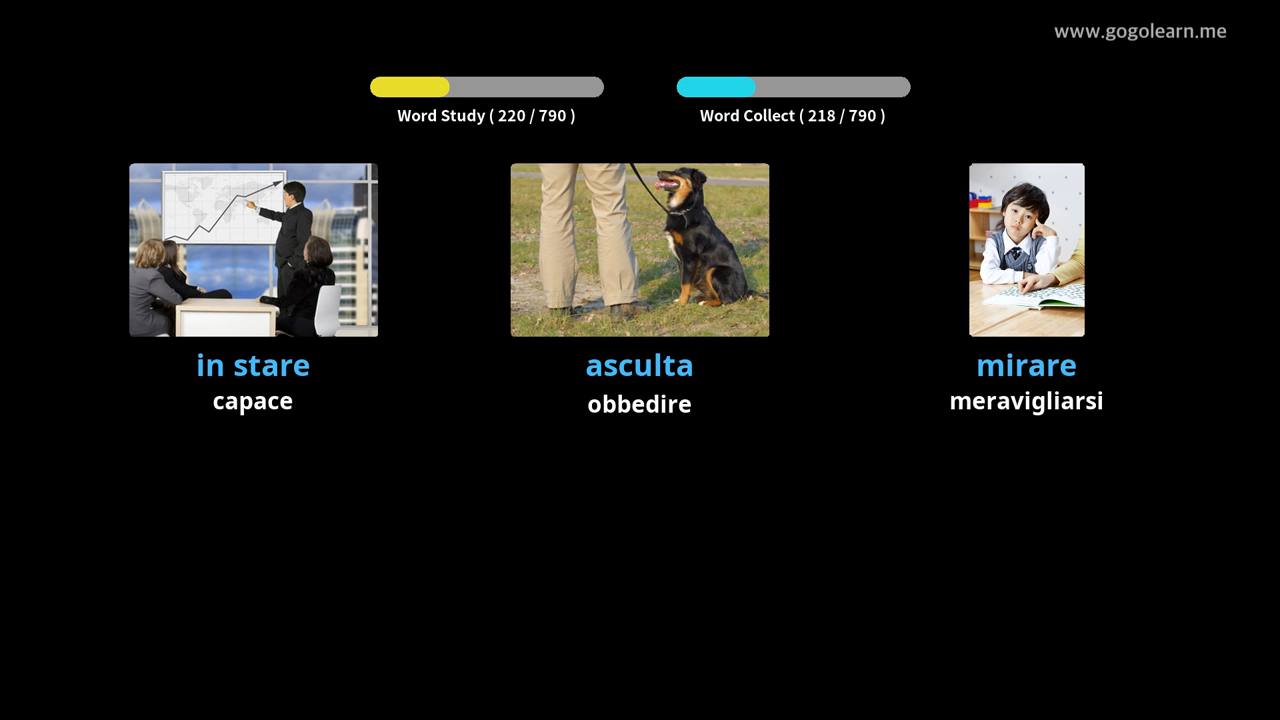 www.gogolearn.me
Word Study ( 220 / 790 )
Word Collect ( 218 / 790 )
in stare
capace
asculta
obbedire
mirare
meravigliarsi